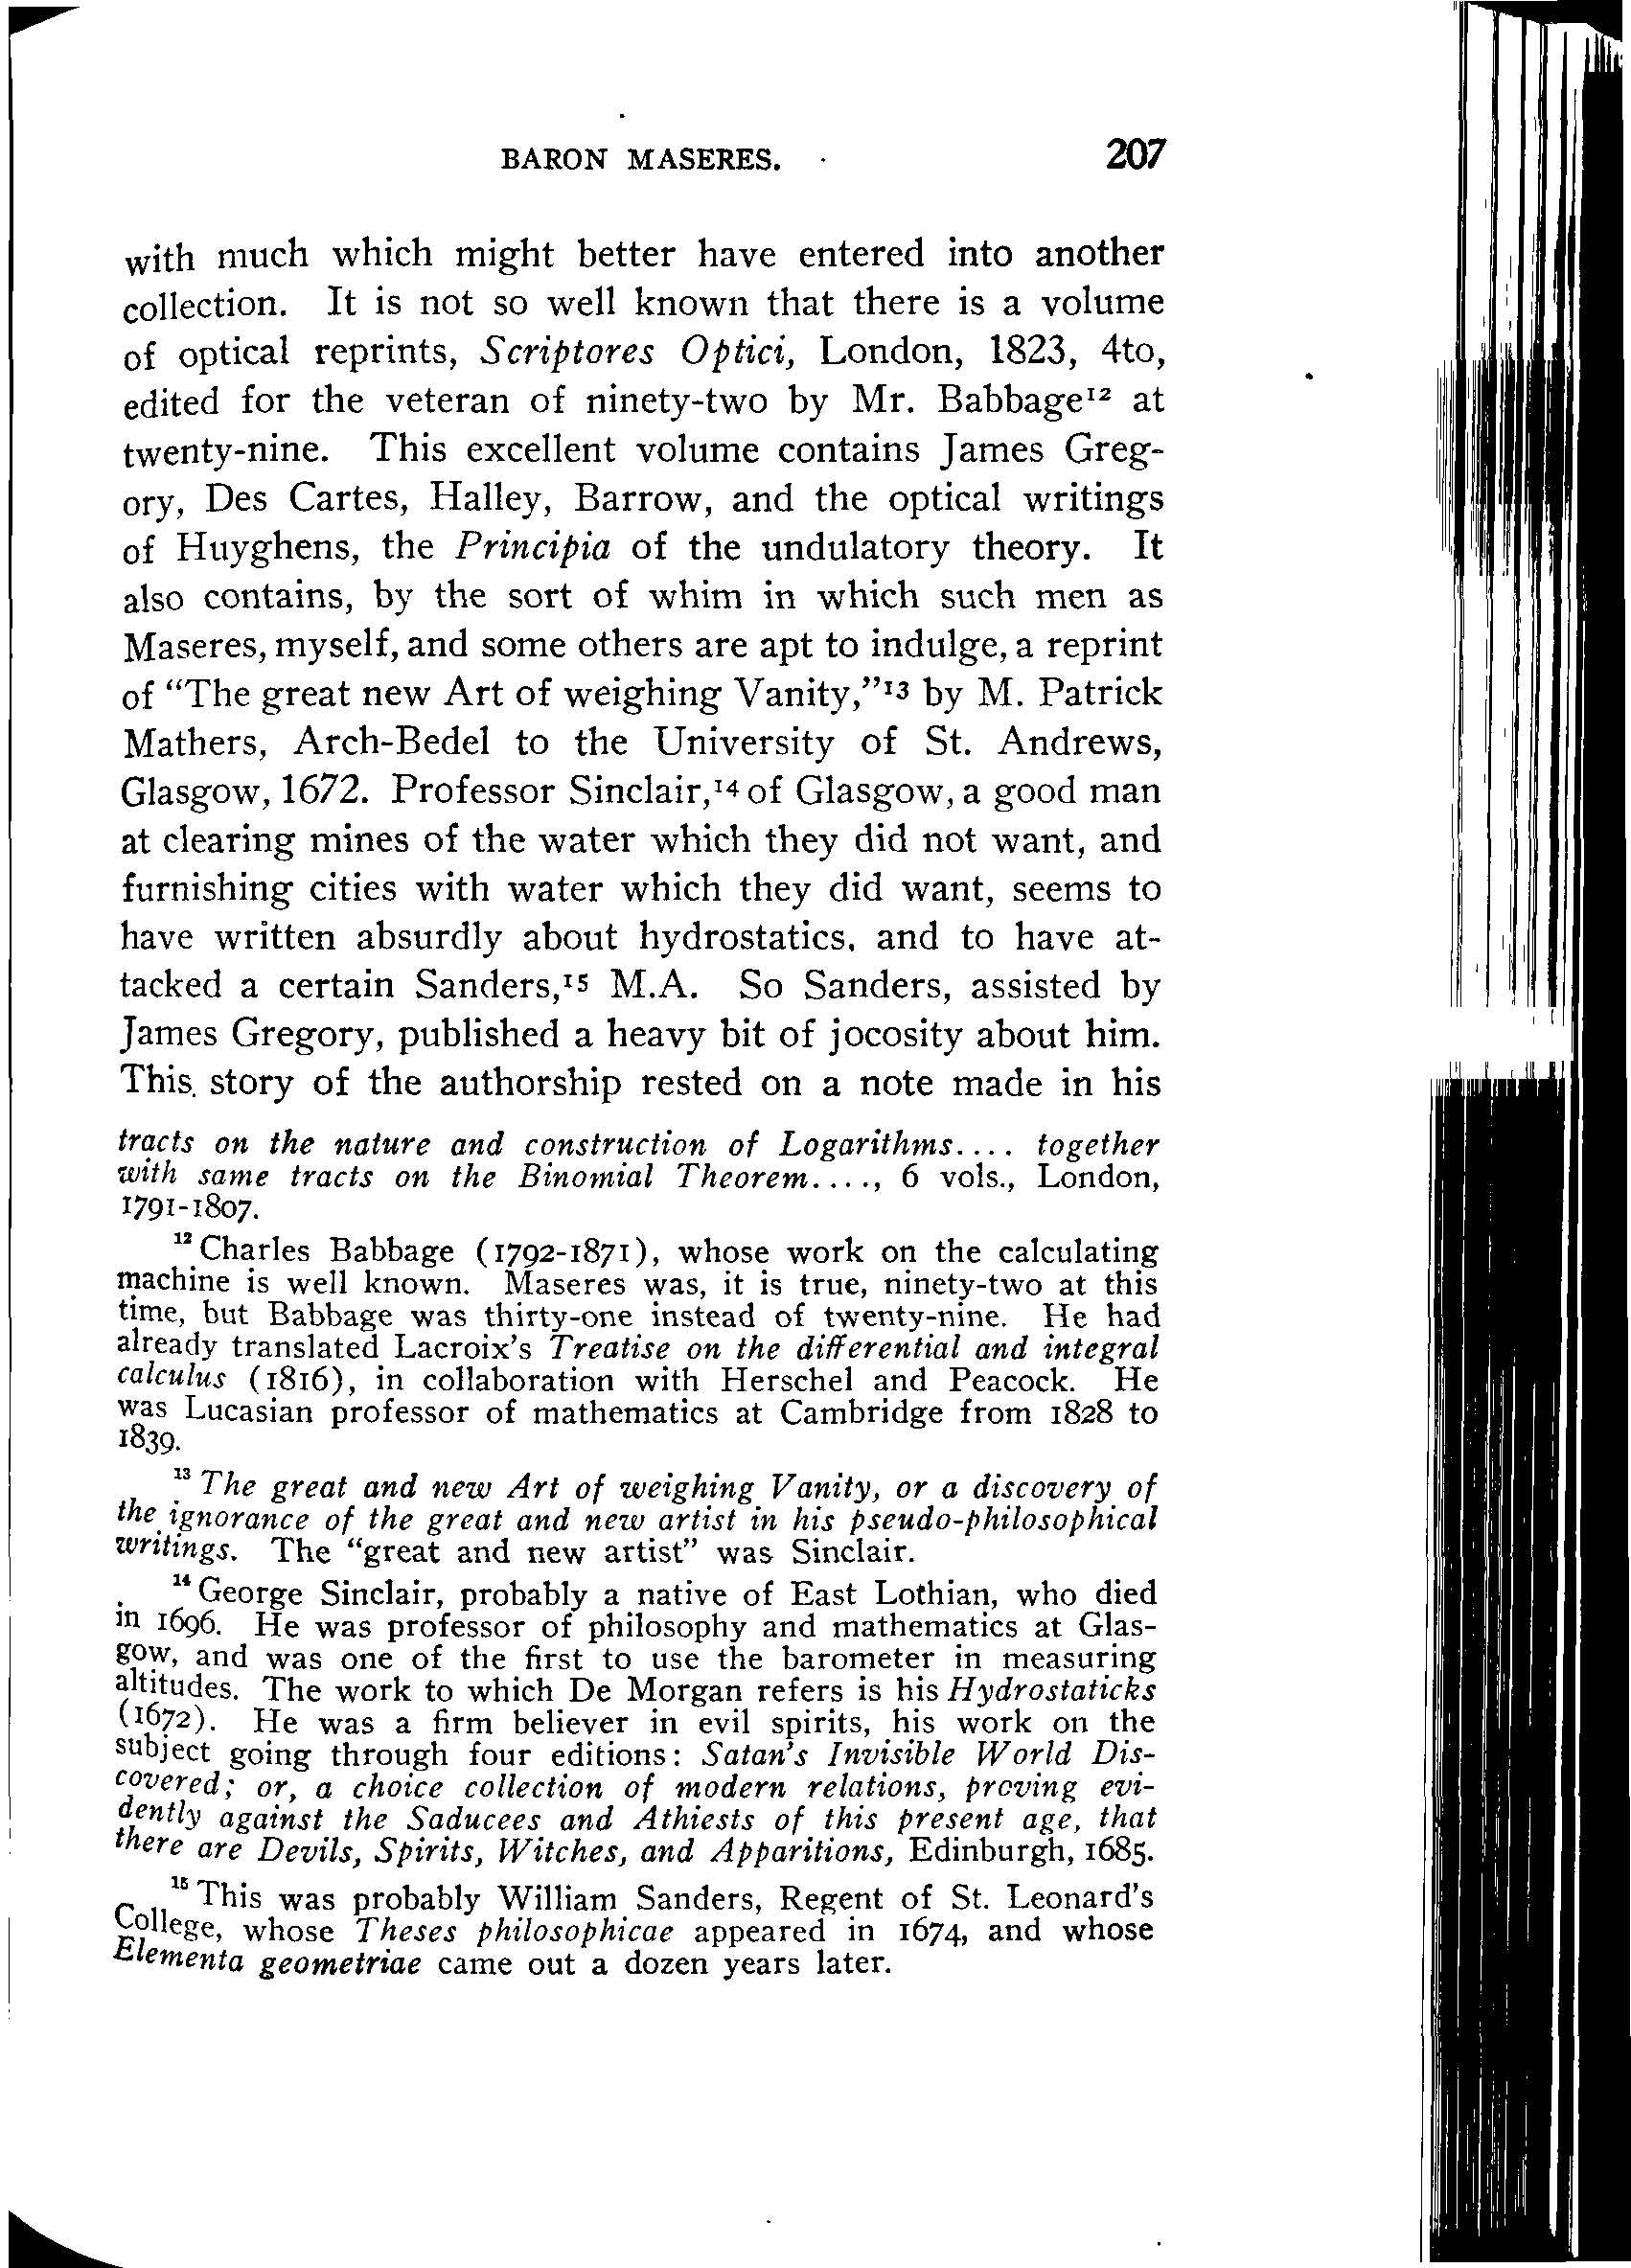 BARON MASERES. 207
with much which might better have entered into another
collection. It is not so well known that there is a volume
of optical reprints, Scriptores Optici, London, 1823, 4to,
edited for the veteran of ninety-two by Mr. Babbage¹² at
twenty-nine. This excellent volume contains James Greg-
ory, Des Cartes, Halley, Barrow, and the optical writings
of Huyghens, the Principia of the undulatory theory. It
also contains, by the sort of whim in which such men as
Maseres, myself, and some others are apt to indulge, a reprint
of “The great new Art of weighing Vanity,”¹³ by M. Patrick
Mathers, Arch-Bedel to the University of St. Andrews,
Glasgow, 1672. Professor Sinclair,¹⁴ of Glasgow, a good man
at clearing mines of the water which they did not want, and
furnishing cities with water which they did want, seems to
have written absurdly about hydrostatics, and to have at-
tacked a certain Sanders,¹⁵ M.A. So Sanders, assisted by
James Gregory, published a heavy bit of jocosity about him.
This story of the authorship rested on a note made in his
tracts on the nature and construction of Logarithms.... together
with same tracts on the Binomial Theorem...., 6 vols., London,
1791-1807.
¹² Charles Babbage (1792-1871), whose work on the calculating
machine is well known. Maseres was, it is true, ninety-two at this
time, but Babbage was thirty-one instead of twenty-nine. He had
already translated Lacroix’s Treatise on the differential and integral
calculus (1816), in collaboration with Herschel and Peacock. He
was Lucasian professor of mathematics at Cambridge from 1828 to
1839.
¹³ The great and new Art of weighing Vanity, or a discovery of
the ignorance of the great and new artist in his pseudo-philosophical
writings. The “great and new artist” was Sinclair.
¹⁴ George Sinclair, probably a native of East Lothian, who died
in 1696. He was professor of philosophy and mathematics at Glas-
gow, and was one of the first to use the barometer in measuring
altitudes. The work to which De Morgan refers is his Hydrostaticks
(1672). He was a firm believer in evil spirits, his work on the
subject going through four editions: Satan’s Invisible World Dis-
covered; or, a choice collection of modern relations, proving evi-
dently against the Saducees and Athiests of this present age, that
there are Devils, Spirits, Witches, and Apparitions, Edinburgh, 1685.
¹⁵ This was probably William Sanders, Regent of St. Leonard’s
College, whose Theses philosophicae appeared in 1674, and whose
Elementa geometriae came out a dozen years later.